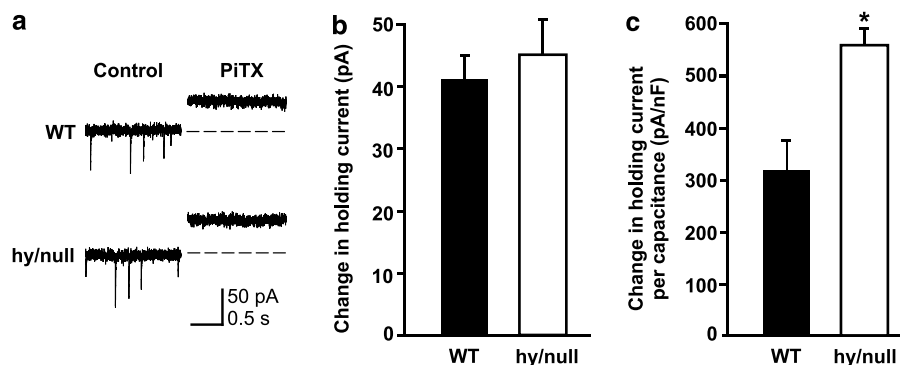 a
Control PiTX
WT
hy/null
50 pA
0.5 s
b
Change in holding current (pA)
50
40
30
20
10
0
WT hy/null
c
Change in holding current
per capacitance (pA/nF)
600
500
400
300
200
100
0
*
WT hy/null